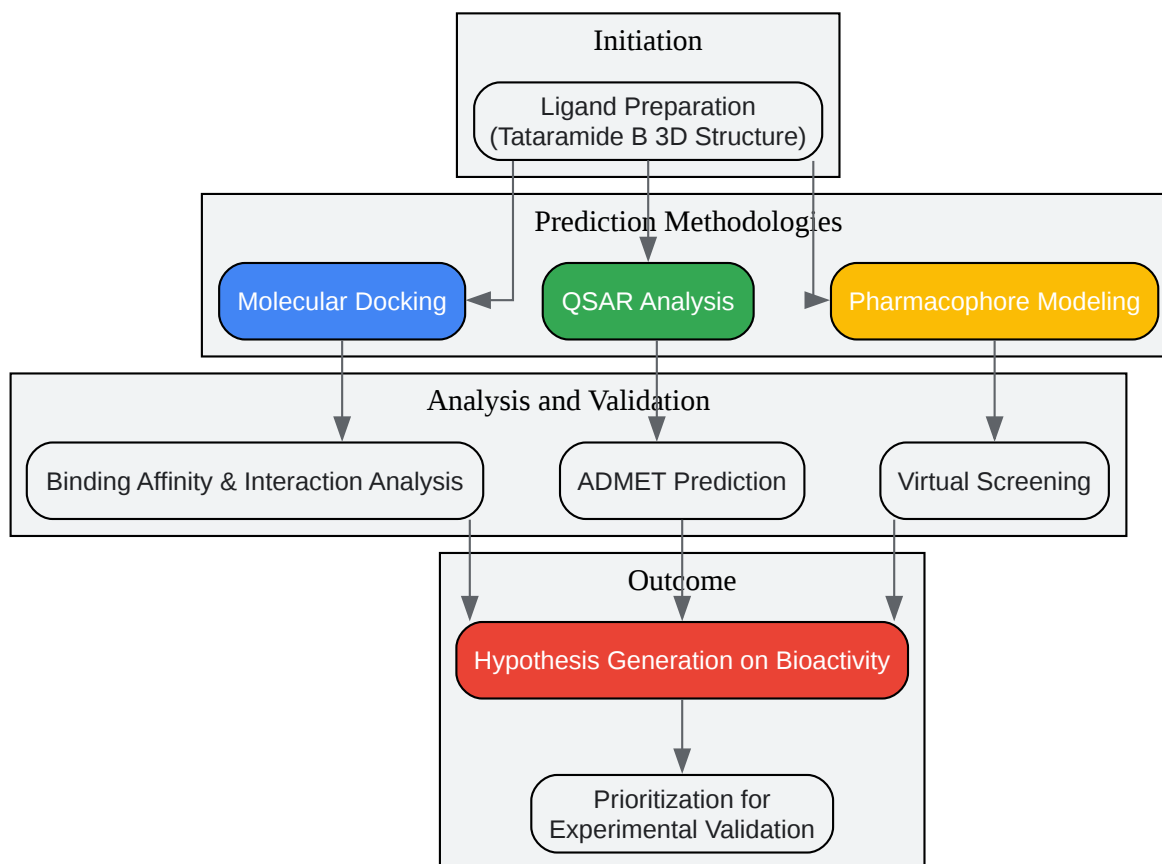 Initiation
Ligand Preparation
(Tataramide B 3D Structure)
Prediction Methodologies
Molecular Docking
QSAR Analysis
Pharmacophore Modeling
Analysis and Validation
Binding Affinity & Interaction Analysis
ADMET Prediction
Virtual Screening
Outcome
Hypothesis Generation on Bioactivity
Prioritization for
Experimental Validation